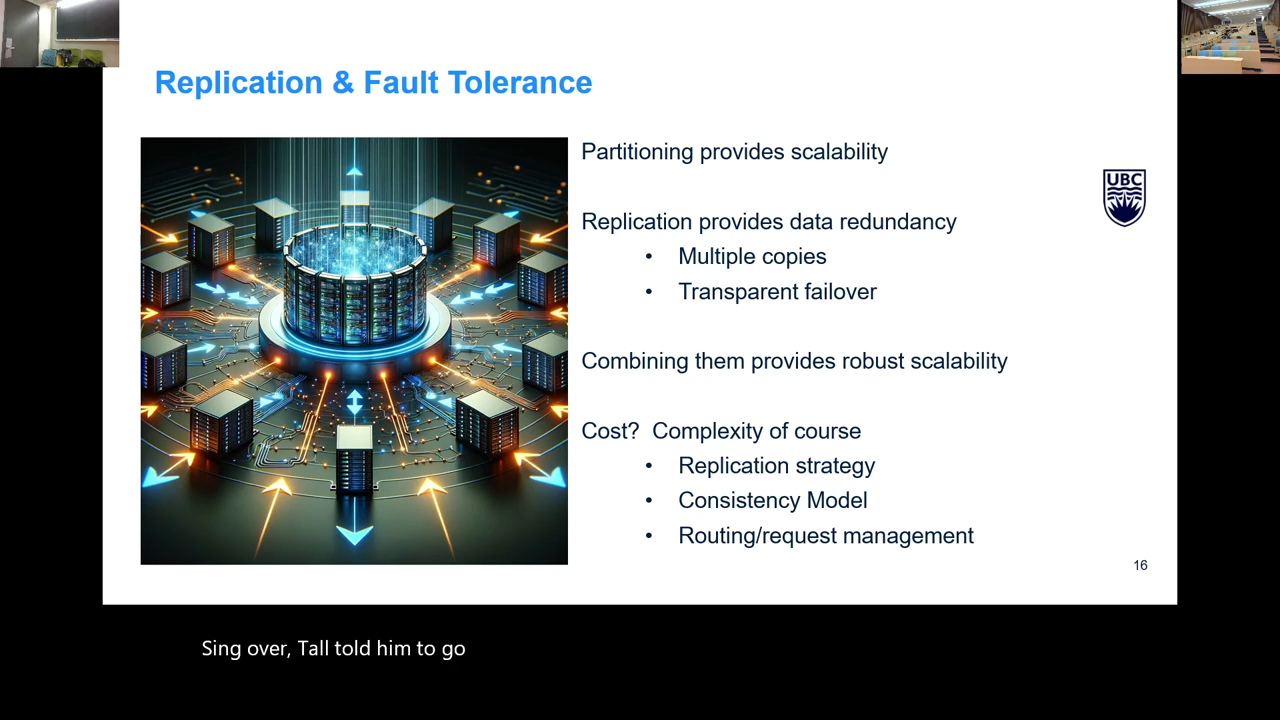 Replication & Fault Tolerance
Partitioning provides scalability
UBC
Replication provides data redundancy
• Multiple copies
• Transparent failover
Combining them provides robust scalability
Cost? Complexity of course
• Replication strategy
• Consistency Model
• Routing/request management
16
Sing over, Tall told him to go